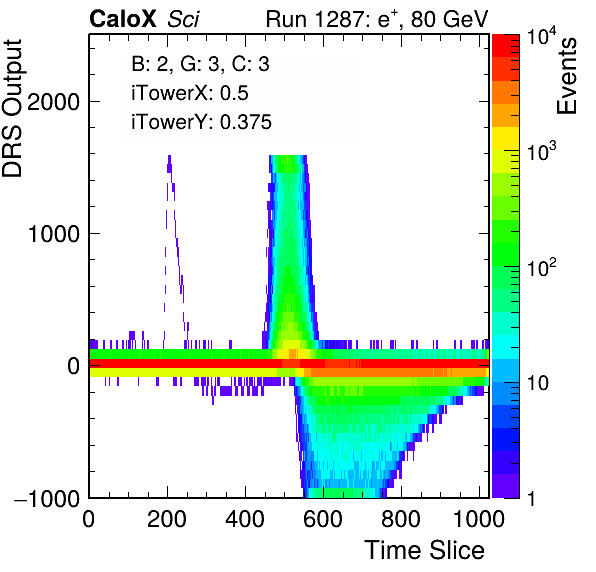 CaloX Sci Run 1287: e⁺, 80 GeV
B: 2, G: 3, C: 3
iTowerX: 0.5
iTowerY: 0.375
DRS Output
2000
1000
0
−1000
0 200 400 600 800 1000
Time Slice
Events
10⁴
10³
10²
10
1